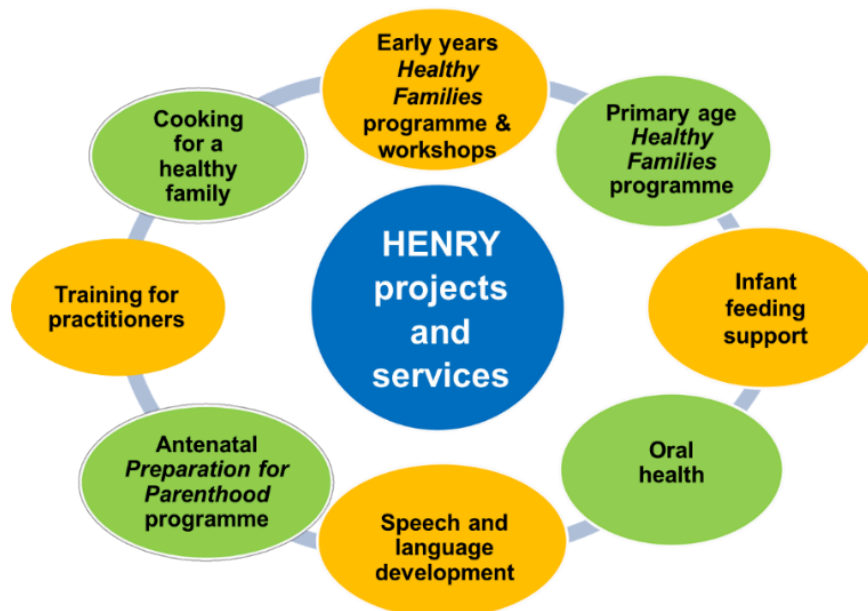 Early years
Healthy
Families
programme &
workshops
Primary age
Healthy
Families
programme
Infant
feeding
support
Oral
health
Speech and
language
development
Antenatal
Preparation for
Parenthood
programme
Training for
practitioners
Cooking
for a
healthy
family
HENRY
projects
and
services